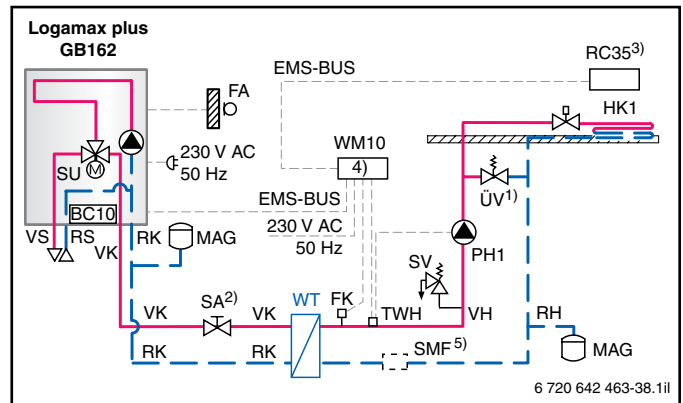 Logamax plus
GB162
RC35³⁾
EMS-BUS
FA
HK1
WM10
4)
230 V AC
50 Hz
SU
M
ÜV¹⁾
EMS-BUS
BC10
230 V AC
50 Hz
PH1
VS
RS
VK
RK
MAG
SV
SA²⁾
WT
FK
TWH
VH
VK
VK
RH
RK
RK
SMF⁵⁾
MAG
6 720 642 463-38.1il